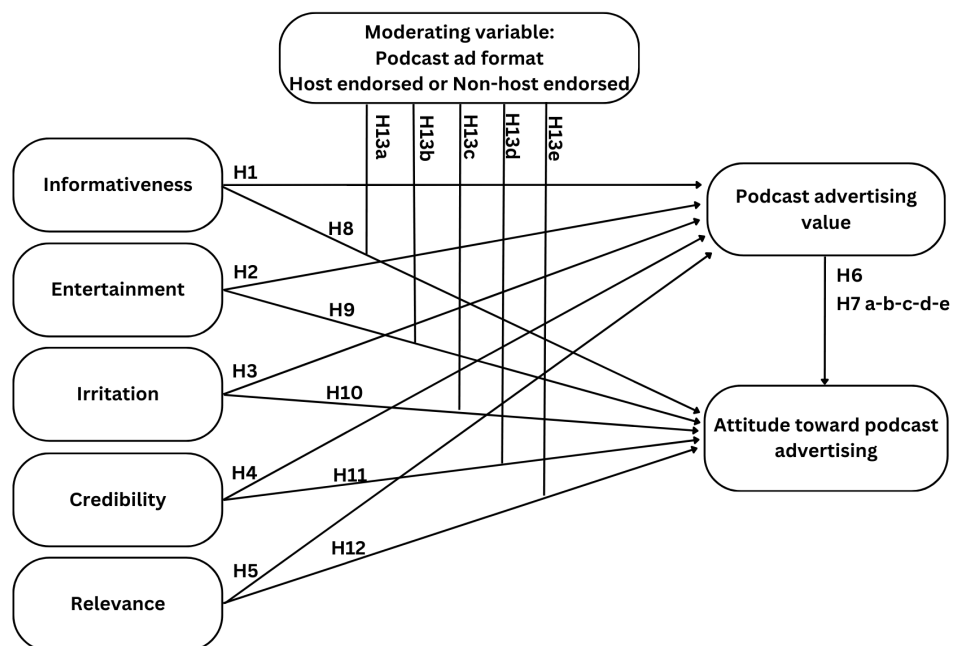 Moderating variable:
Podcast ad format
Host endorsed or Non-host endorsed
H13a
H13b
H13c
H13d
H13e
Informativeness
H1
H8
Podcast advertising
value
Entertainment
H2
H9
H6
H7 a-b-c-d-e
Irritation
H3
H10
Attitude toward podcast
advertising
Credibility
H4
H11
Relevance
H5
H12